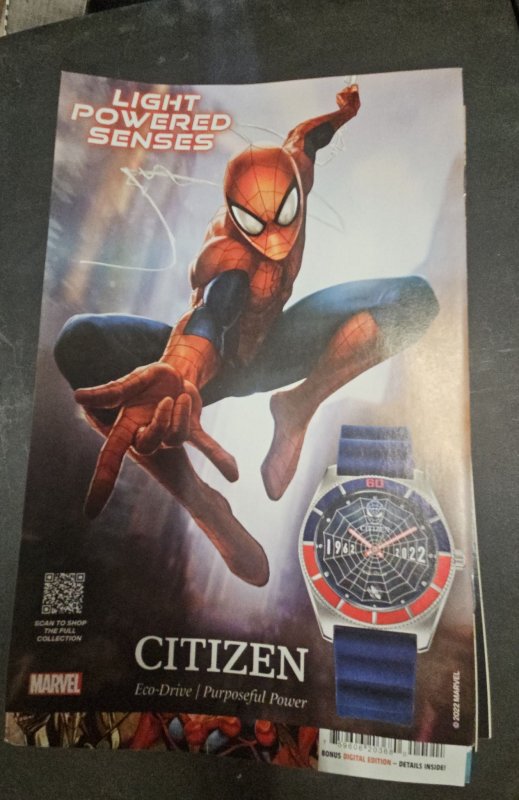 LIGHT
POWERED
SENSES
60
CITIZEN
1962 2022
SCAN TO SHOP
THE FULL
COLLECTION
CITIZEN
MARVEL
Eco-Drive | Purposeful Power
© 2022 MARVEL
BONUS DIGITAL EDITION – DETAILS INSIDE!